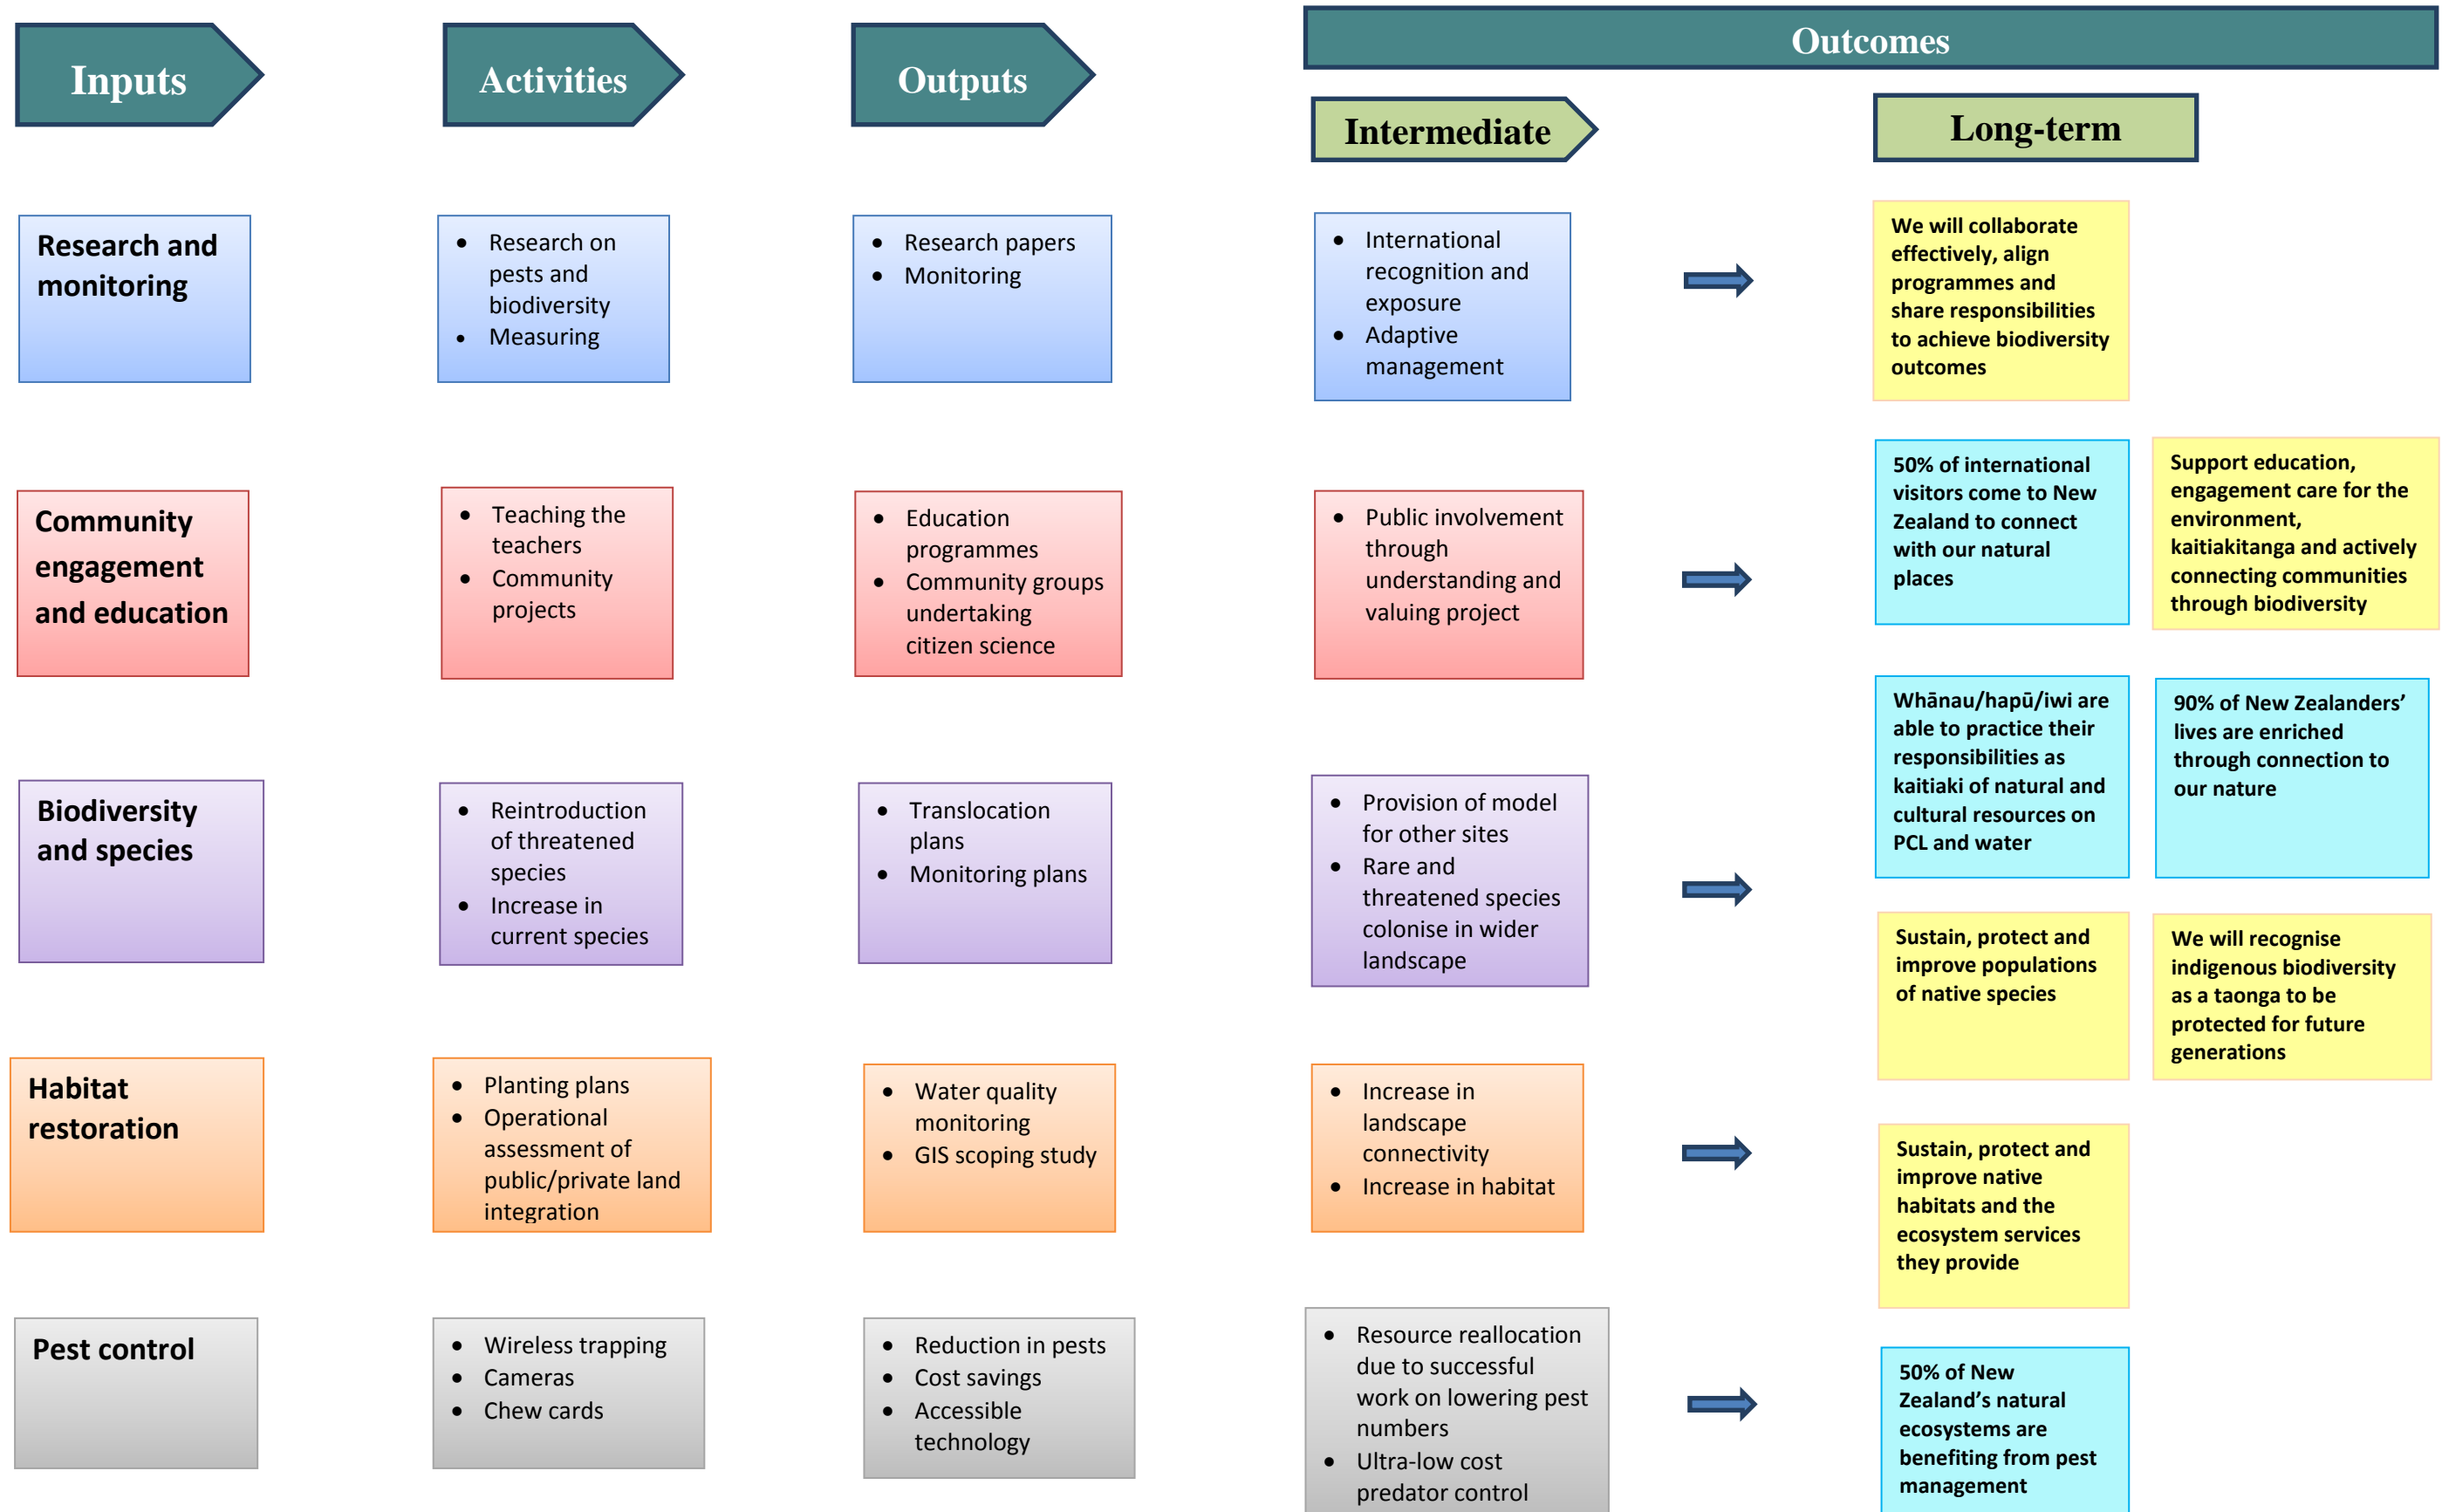 Inputs
Activities
Outputs
Outcomes
Intermediate
Long-term
Research and
monitoring
• Research on
pests and
biodiversity
• Measuring
• Research papers
• Monitoring
• International
recognition and
exposure
• Adaptive
management
We will collaborate
effectively, align
programmes and
share responsibilities
to achieve biodiversity
outcomes
Community
engagement
and education
• Teaching the
teachers
• Community
projects
• Education
programmes
• Community groups
undertaking
citizen science
• Public involvement
through
understanding and
valuing project
50% of international
visitors come to New
Zealand to connect
with our natural
places
Support education,
engagement care for the
environment,
kaitiakitanga and actively
connecting communities
through biodiversity
Whānau/hapū/iwi are
able to practice their
responsibilities as
kaitiaki of natural and
cultural resources on
PCL and water
90% of New Zealanders’
lives are enriched
through connection to
our nature
Biodiversity
and species
• Reintroduction
of threatened
species
• Increase in
current species
• Translocation
plans
• Monitoring plans
• Provision of model
for other sites
• Rare and
threatened species
colonise in wider
landscape
Sustain, protect and
improve populations
of native species
We will recognise
indigenous biodiversity
as a taonga to be
protected for future
generations
Habitat
restoration
• Planting plans
• Operational
assessment of
public/private land
integration
• Water quality
monitoring
• GIS scoping study
• Increase in
landscape
connectivity
• Increase in habitat
Sustain, protect and
improve native
habitats and the
ecosystem services
they provide
Pest control
• Wireless trapping
• Cameras
• Chew cards
• Reduction in pests
• Cost savings
• Accessible
technology
• Resource reallocation
due to successful
work on lowering pest
numbers
• Ultra-low cost
predator control
50% of New
Zealand’s natural
ecosystems are
benefiting from pest
management